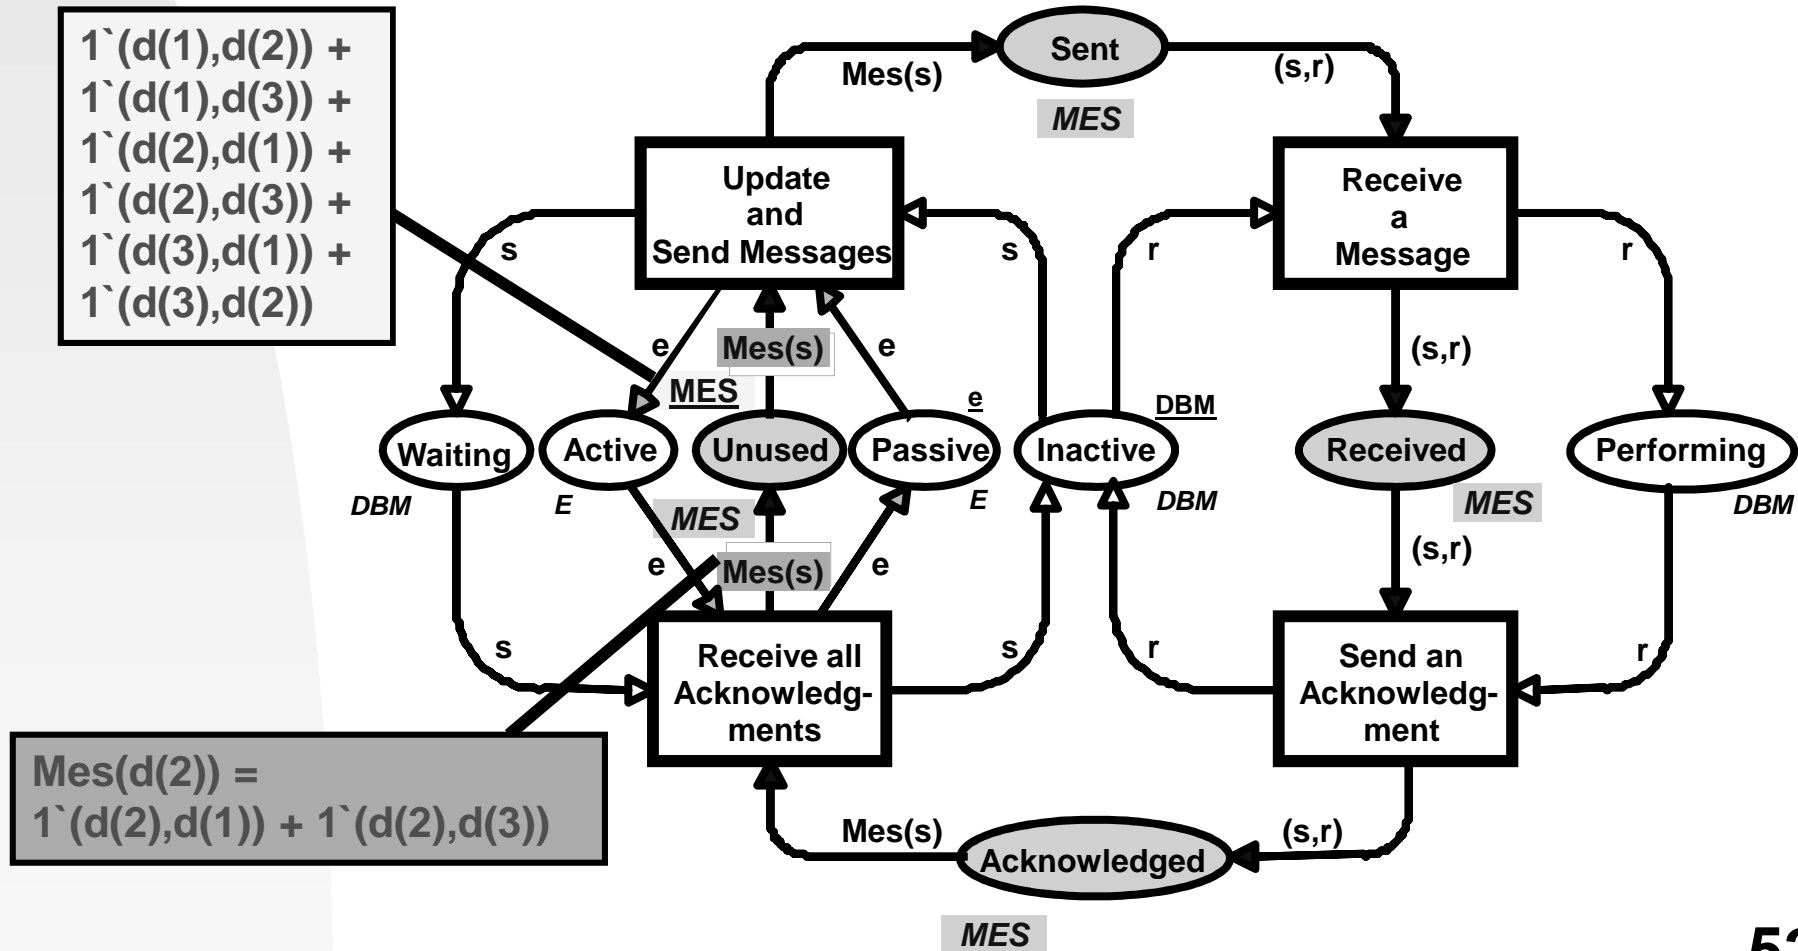 1`(d(1),d(2)) +
1`(d(1),d(3)) +
1`(d(2),d(1)) +
1`(d(2),d(3)) +
1`(d(3),d(1)) +
1`(d(3),d(2))
Sent
Mes(s)
(s,r)
MES
Update
and
Send Messages
Receive
a
Message
s
s
r
r
e
Mes(s)
e
(s,r)
MES
e
DBM
Waiting
Active
Unused
Passive
Inactive
Received
Performing
DBM
E
MES
E
DBM
MES
DBM
e
Mes(s)
e
(s,r)
s
Receive all
Acknowledg-
ments
s
r
Send an
Acknowledg-
ment
r
Mes(d(2)) =
1`(d(2),d(1)) + 1`(d(2),d(3))
Mes(s)
Acknowledged
(s,r)
MES